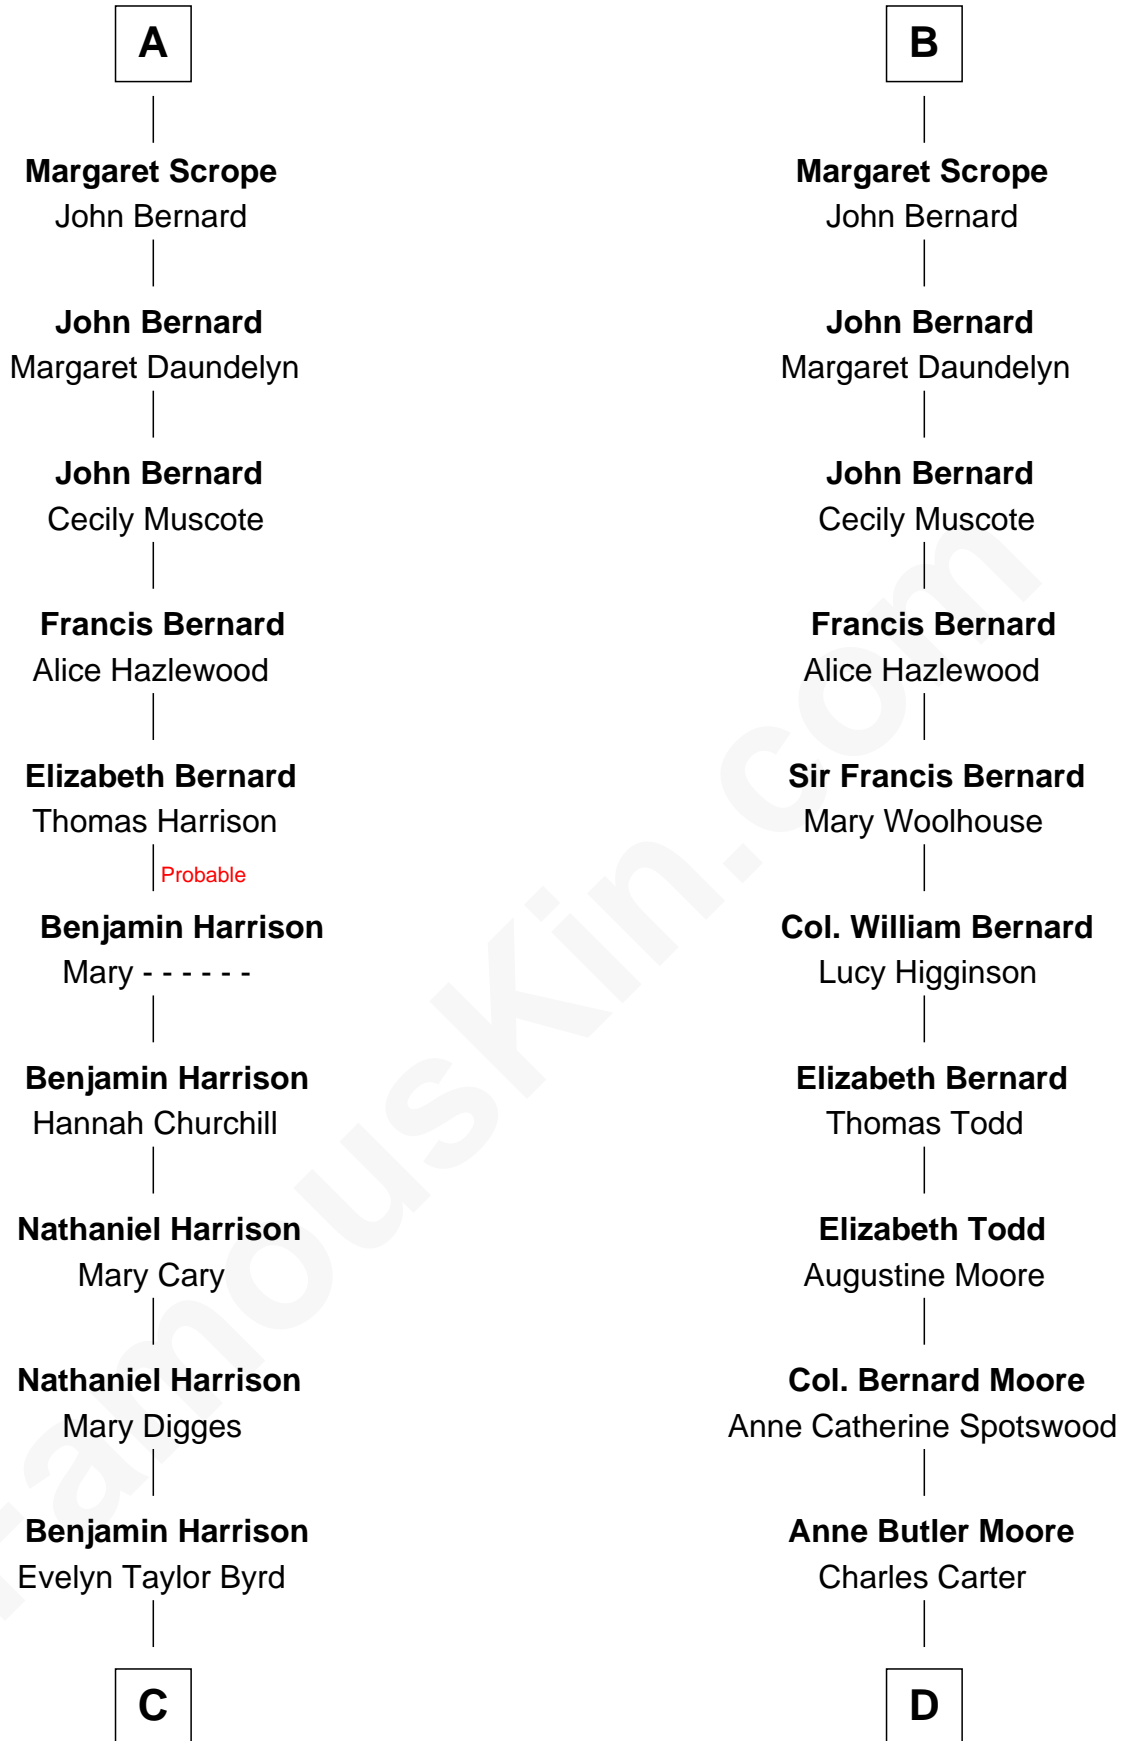 A
Margaret Scrope
John Bernard
John Bernard
Margaret Daundelyn
John Bernard
Cecily Muscote
Francis Bernard
Alice Hazlewood
Elizabeth Bernard
Thomas Harrison
Probable
Benjamin Harrison
Mary - - - - - -
Benjamin Harrison
Hannah Churchill
Nathaniel Harrison
Mary Cary
Nathaniel Harrison
Mary Digges
Benjamin Harrison
Evelyn Taylor Byrd
C
B
Margaret Scrope
John Bernard
John Bernard
Margaret Daundelyn
John Bernard
Cecily Muscote
Francis Bernard
Alice Hazlewood
Sir Francis Bernard
Mary Woolhouse
Col. William Bernard
Lucy Higginson
Elizabeth Bernard
Thomas Todd
Elizabeth Todd
Augustine Moore
Col. Bernard Moore
Anne Catherine Spotswood
Anne Butler Moore
Charles Carter
D
FamousKin.com